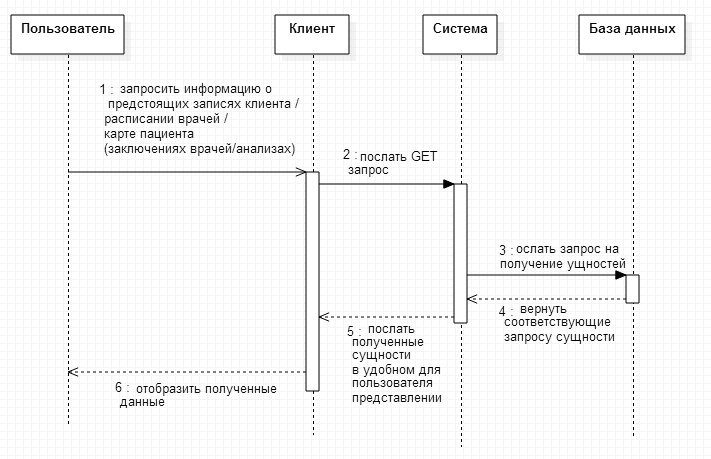 Пользователь
Клиент
Система
База данных
1 : запросить информацию о
предстоящих записях клиента /
расписании врачей /
карте пациента
(заключениях врачей/анализах)
2 : послать GET
запрос
3 : ослать запрос на
получение ущностей
4 : вернуть
соответствующие
запросу сущности
5 : послать
полученные
сущности
в удобном для
пользователя
представлении
6 : отобразить полученные
данные